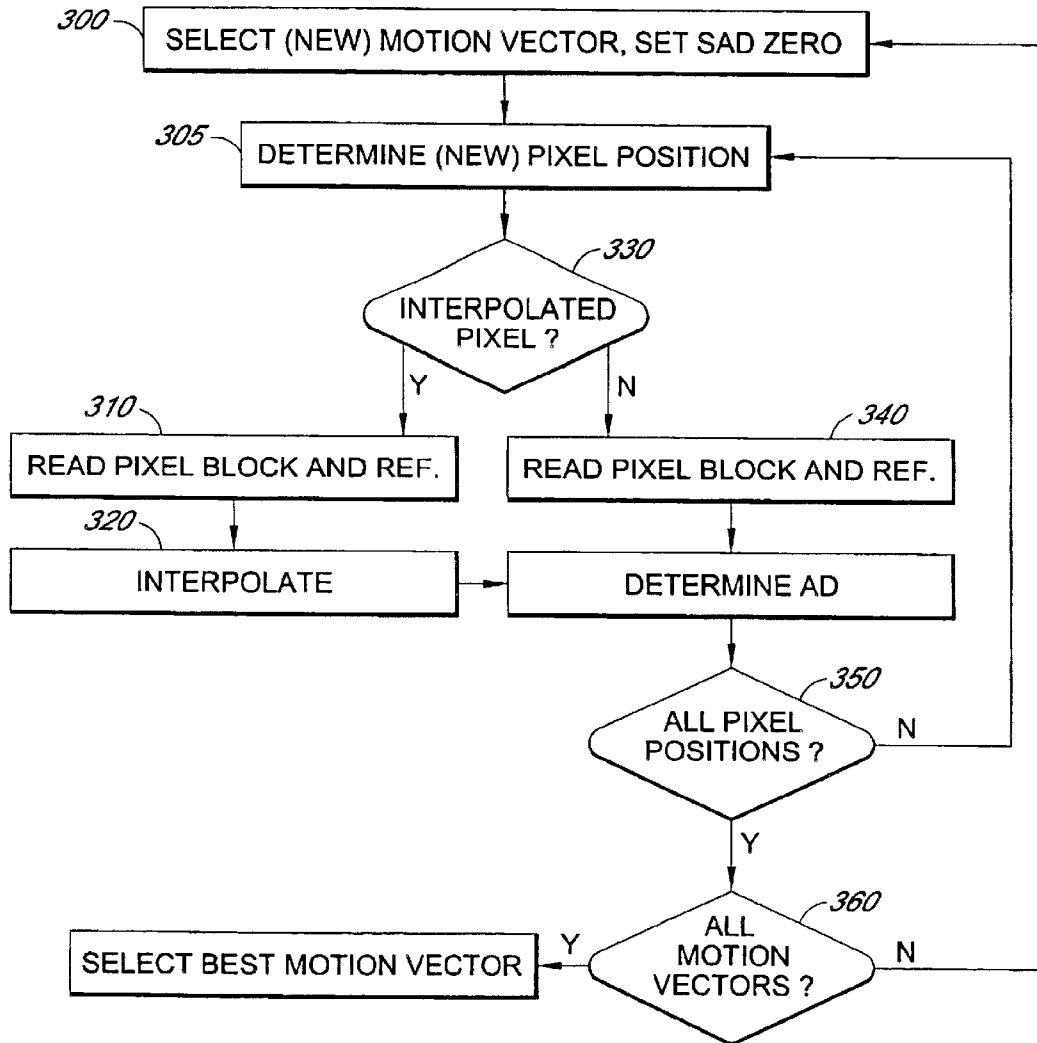 300
SELECT (NEW) MOTION VECTOR, SET SAD ZERO
305
DETERMINE (NEW) PIXEL POSITION
330
INTERPOLATED
PIXEL ?
Y
N
310
READ PIXEL BLOCK AND REF.
340
READ PIXEL BLOCK AND REF.
320
INTERPOLATE
DETERMINE AD
350
ALL PIXEL
POSITIONS ?
N
Y
360
ALL
MOTION
VECTORS ?
Y
N
SELECT BEST MOTION VECTOR